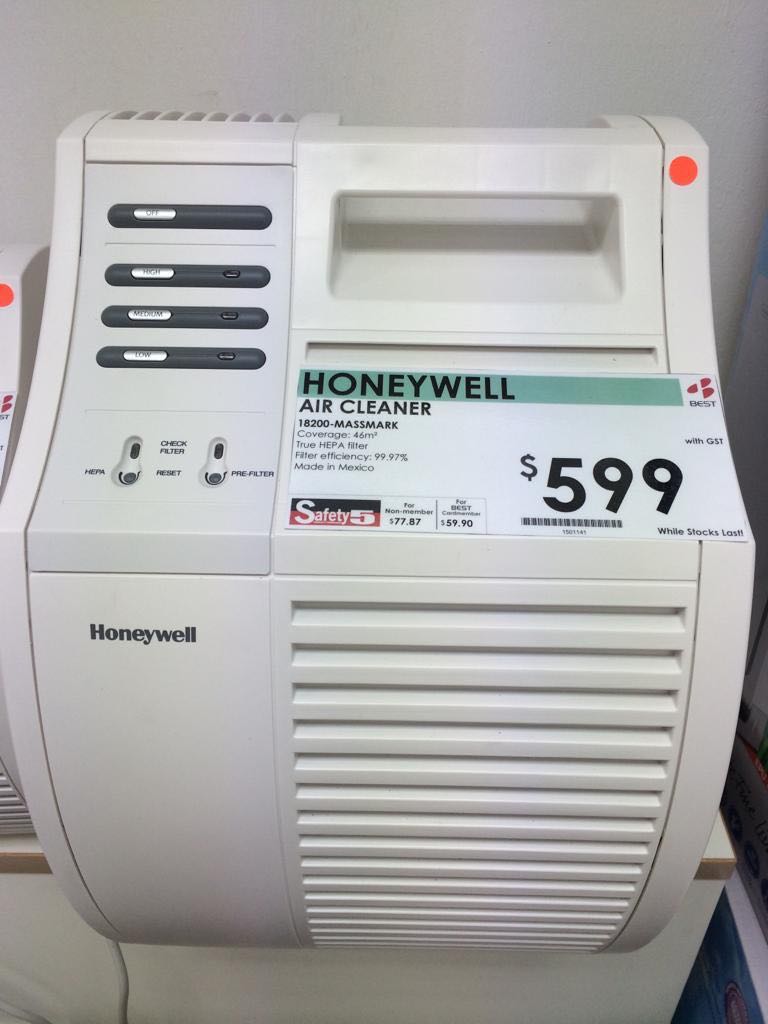 OFF
HIGH
MEDIUM
LOW
CHECK
FILTER
HEPA RESET PRE-FILTER
HONEYWELL
AIR CLEANER
18200-MASSMARK
Coverage: 46m²
True HEPA filter
Filter efficiency: 99.97%
Made in Mexico
BEST
with GST
$599
Safety 5
For
Non-member
$77.87
For
BEST
Cardmember
$59.90
1501141
While Stocks Last!
Honeywell